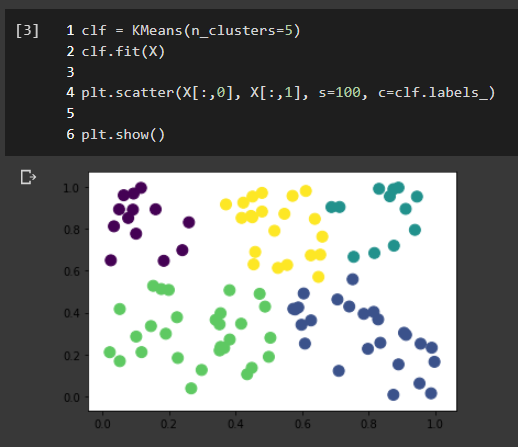 [3] 1 clf = KMeans(n_clusters=5)
2 clf.fit(X)
3
4 plt.scatter(X[:,0], X[:,1], s=100, c=clf.labels_)
5
6 plt.show()
1.0
0.8
0.6
0.4
0.2
0.0
0.0 0.2 0.4 0.6 0.8 1.0